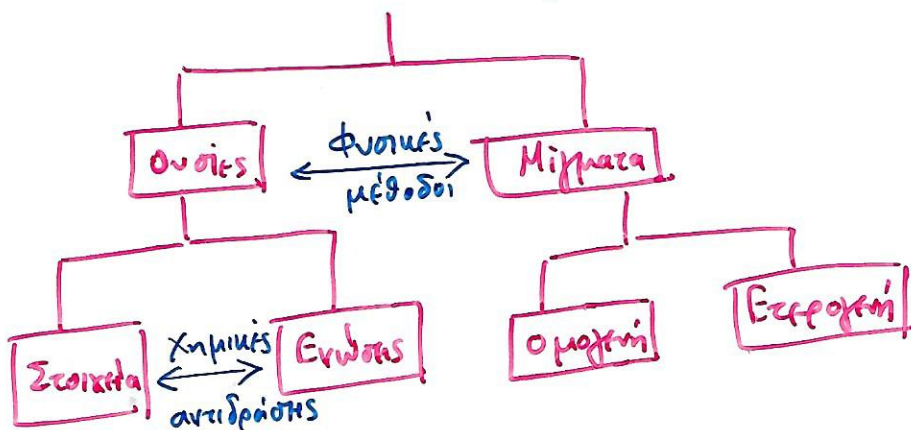 Ουσίες
Φυσικές
μέθοδοι
Μίγματα
Στοιχεία
Χημικές
αντιδράσεις
Ενώσεις
Ομογενή
Ετερογενή